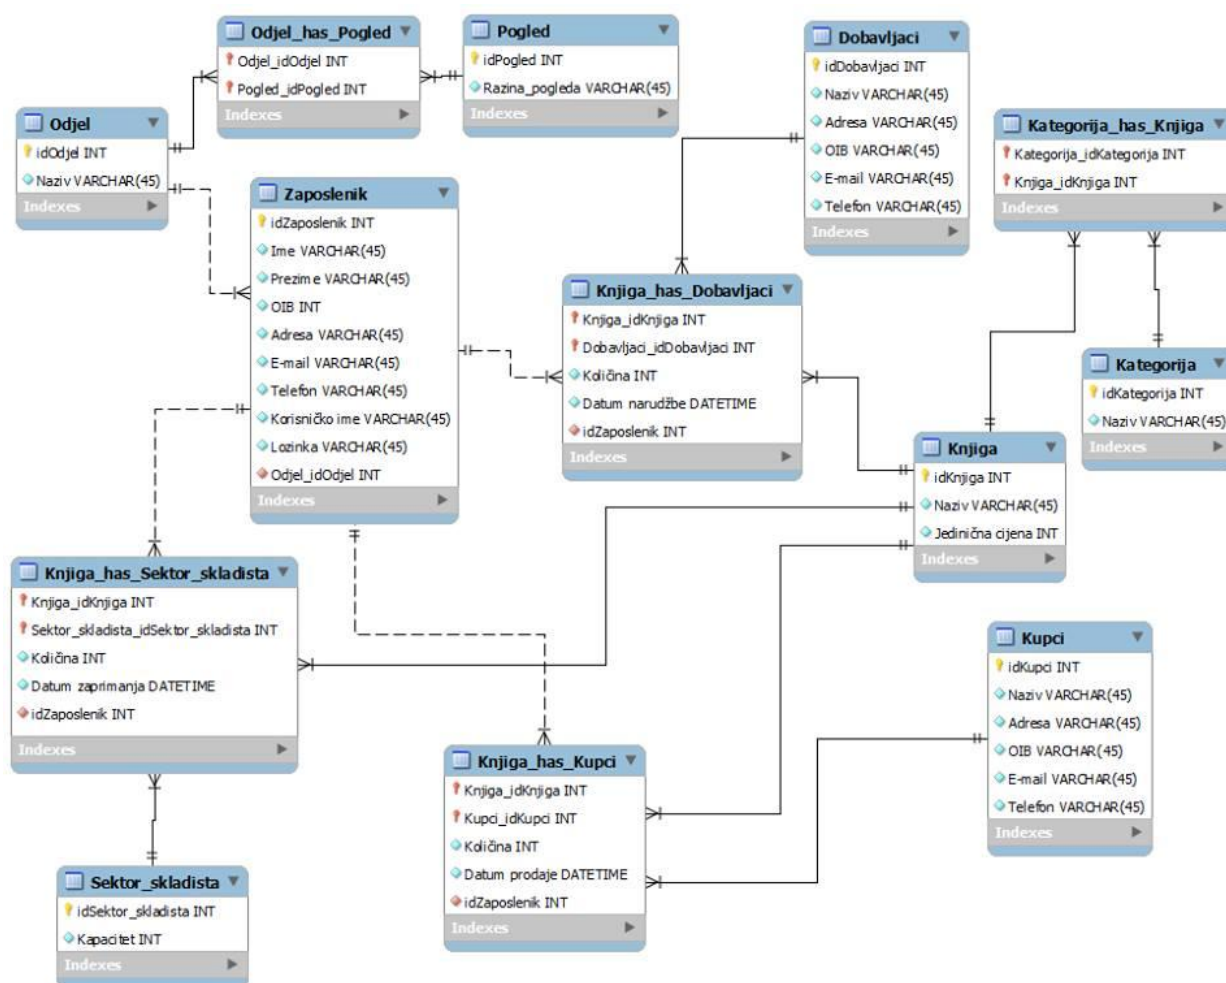 Odjel_has_Pogled
Odjel_idOdjel INT
Pogled_idPogled INT
Indexes
Pogled
idPogled INT
Razina_pogleda VARCHAR(45)
Indexes
Dobavljaci
idDobavljaci INT
Naziv VARCHAR(45)
Adresa VARCHAR(45)
OIB VARCHAR(45)
E-mail VARCHAR(45)
Telefon VARCHAR(45)
Indexes
Kategorija_has_Knjiga
Kategorija_idKategorija INT
Knjiga_idKnjiga INT
Indexes
Odjel
idOdjel INT
Naziv VARCHAR(45)
Indexes
Zaposlenik
idZaposlenik INT
Ime VARCHAR(45)
Prezime VARCHAR(45)
OIB INT
Adresa VARCHAR(45)
E-mail VARCHAR(45)
Telefon VARCHAR(45)
Korisničko ime VARCHAR(45)
Lozinka VARCHAR(45)
Odjel_idOdjel INT
Indexes
Knjiga_has_Dobavljaci
Knjiga_idKnjiga INT
Dobavljaci_idDobavljaci INT
Količina INT
Datum narudžbe DATETIME
idZaposlenik INT
Indexes
Kategorija
idKategorija INT
Naziv VARCHAR(45)
Indexes
Knjiga
idKnjiga INT
Naziv VARCHAR(45)
Jedinična cijena INT
Indexes
Knjiga_has_Sektor_skladista
Knjiga_idKnjiga INT
Sektor_skladista_idSektor_skladista INT
Količina INT
Datum zaprimanja DATETIME
idZaposlenik INT
Indexes
Kupci
idKupci INT
Naziv VARCHAR(45)
Adresa VARCHAR(45)
OIB VARCHAR(45)
E-mail VARCHAR(45)
Telefon VARCHAR(45)
Indexes
Knjiga_has_Kupci
Knjiga_idKnjiga INT
Kupci_idKupci INT
Količina INT
Datum prodaje DATETIME
idZaposlenik INT
Indexes
Sektor_skladista
idSektor_skladista INT
Kapacitet INT
Indexes